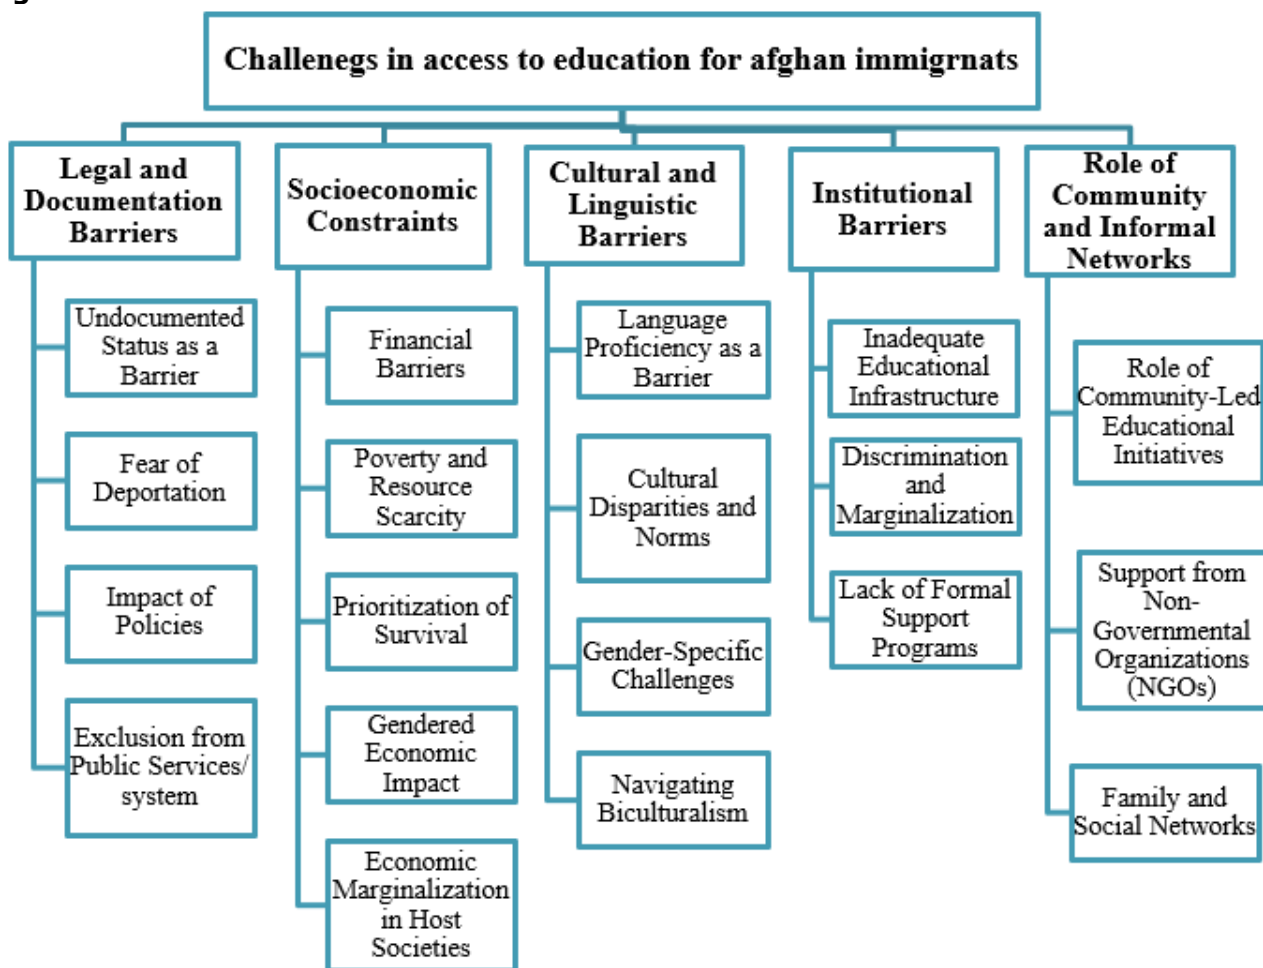 Challenegs in access to education for afghan immigrnats
Legal and
Documentation
Barriers
Undocumented
Status as a
Barrier
Fear of
Deportation
Impact of
Policies
Exclusion from
Public Services/
system
Socioeconomic
Constraints
Financial
Barriers
Poverty and
Resource
Scarcity
Prioritization of
Survival
Gendered
Economic
Impact
Economic
Marginalization
in Host
Societies
Cultural and
Linguistic
Barriers
Language
Proficiency as a
Barrier
Cultural
Disparities and
Norms
Gender-Specific
Challenges
Navigating
Biculturalism
Institutional
Barriers
Inadequate
Educational
Infrastructure
Discrimination
and
Marginalization
Lack of Formal
Support
Programs
Role of
Community
and Informal
Networks
Role of
Community-Led
Educational
Initiatives
Support from
Non-
Governmental
Organizations
(NGOs)
Family and
Social Networks